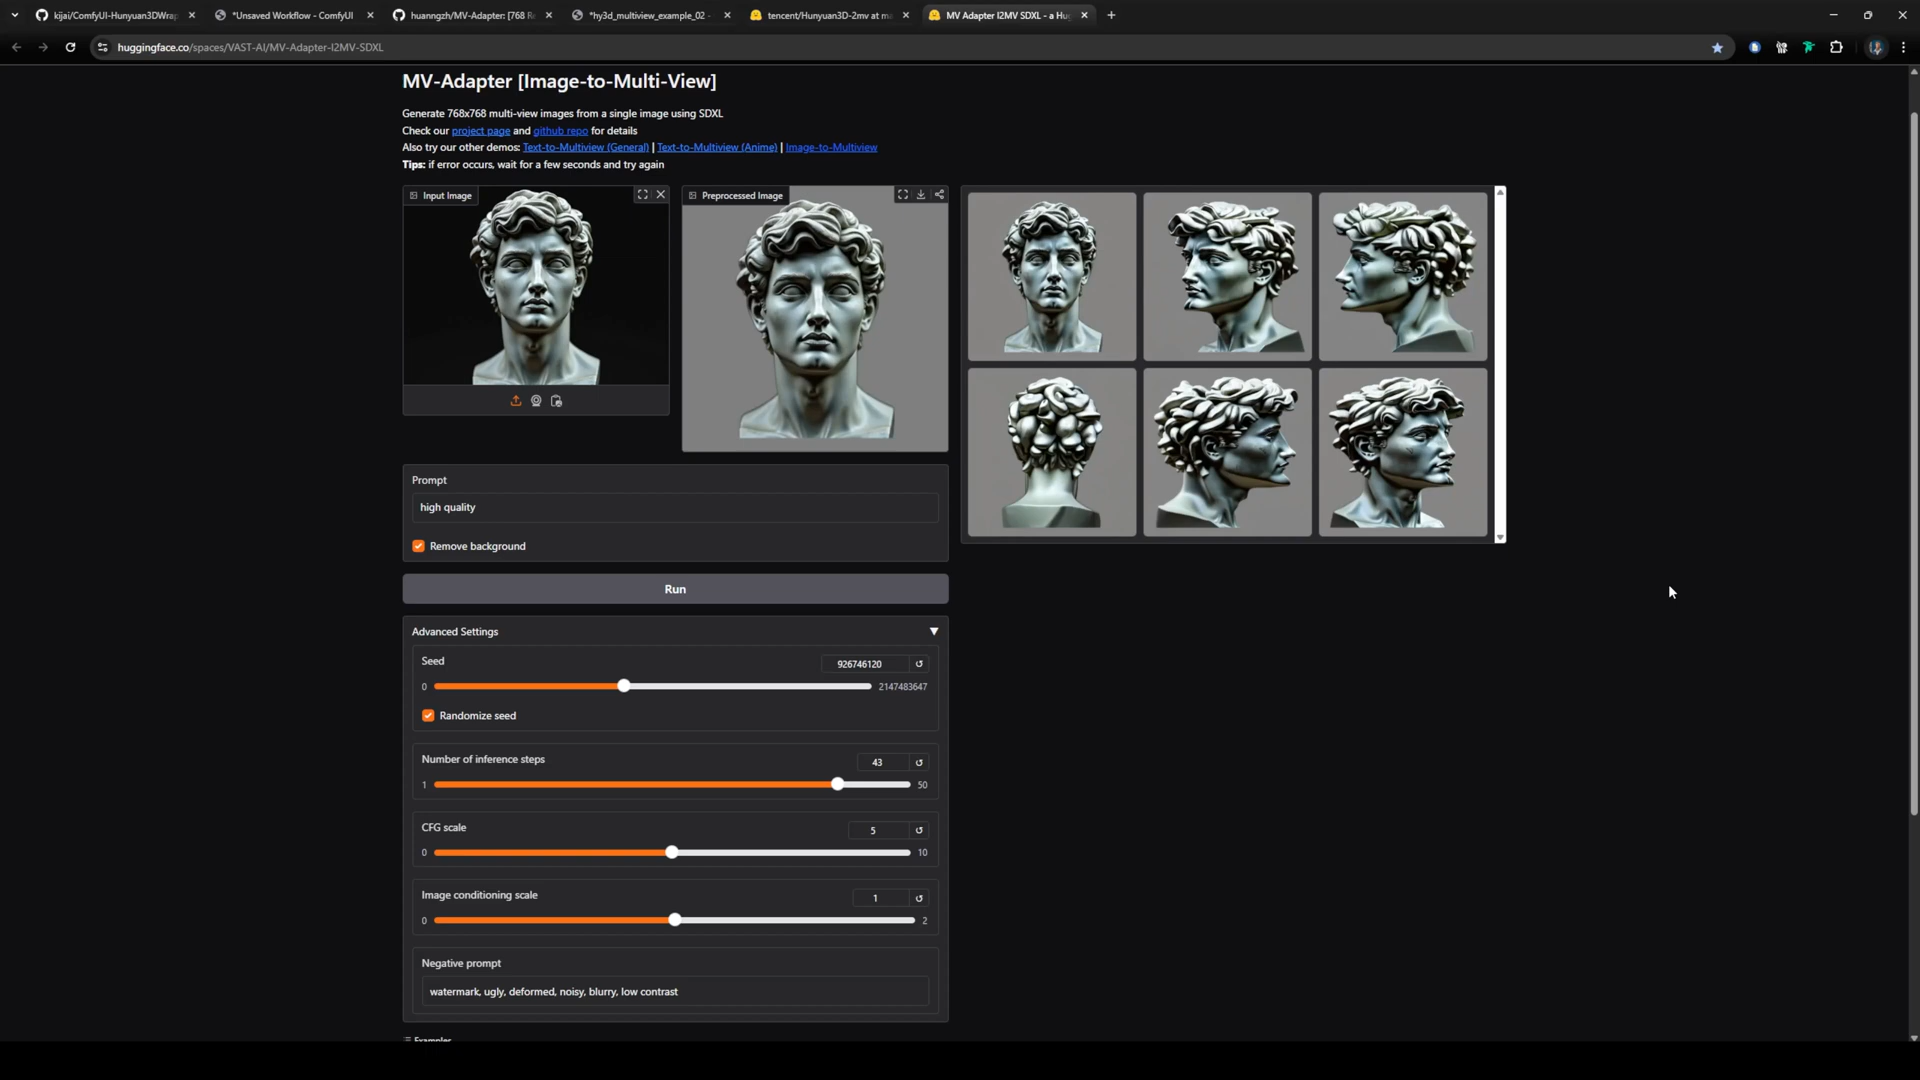 kijai/ComfyUI-Hunyuan3DWrap
*Unsaved Workflow - ComfyUI
huanngzh/MV-Adapter: [768 R
*hy3d_multiview_example_02 -
tencent/Hunyuan3D-2mv at m
MV Adapter I2MV SDXL - a Hu
huggingface.co/spaces/VAST-AI/MV-Adapter-I2MV-SDXL
MV-Adapter [Image-to-Multi-View]
Generate 768x768 multi-view images from a single image using SDXL
Check our project page and github repo for details
Also try our other demos: Text-to-Multiview (General) | Text-to-Multiview (Anime) | Image-to-Multiview
Tips: if error occurs, wait for a few seconds and try again
Input Image
Preprocessed Image
Prompt
high quality
Remove background
Run
Advanced Settings
Seed
926746120
0
2147483647
Randomize seed
Number of inference steps
43
1
50
CFG scale
5
0
10
Image conditioning scale
1
0
2
Negative prompt
watermark, ugly, deformed, noisy, blurry, low contrast
Examples